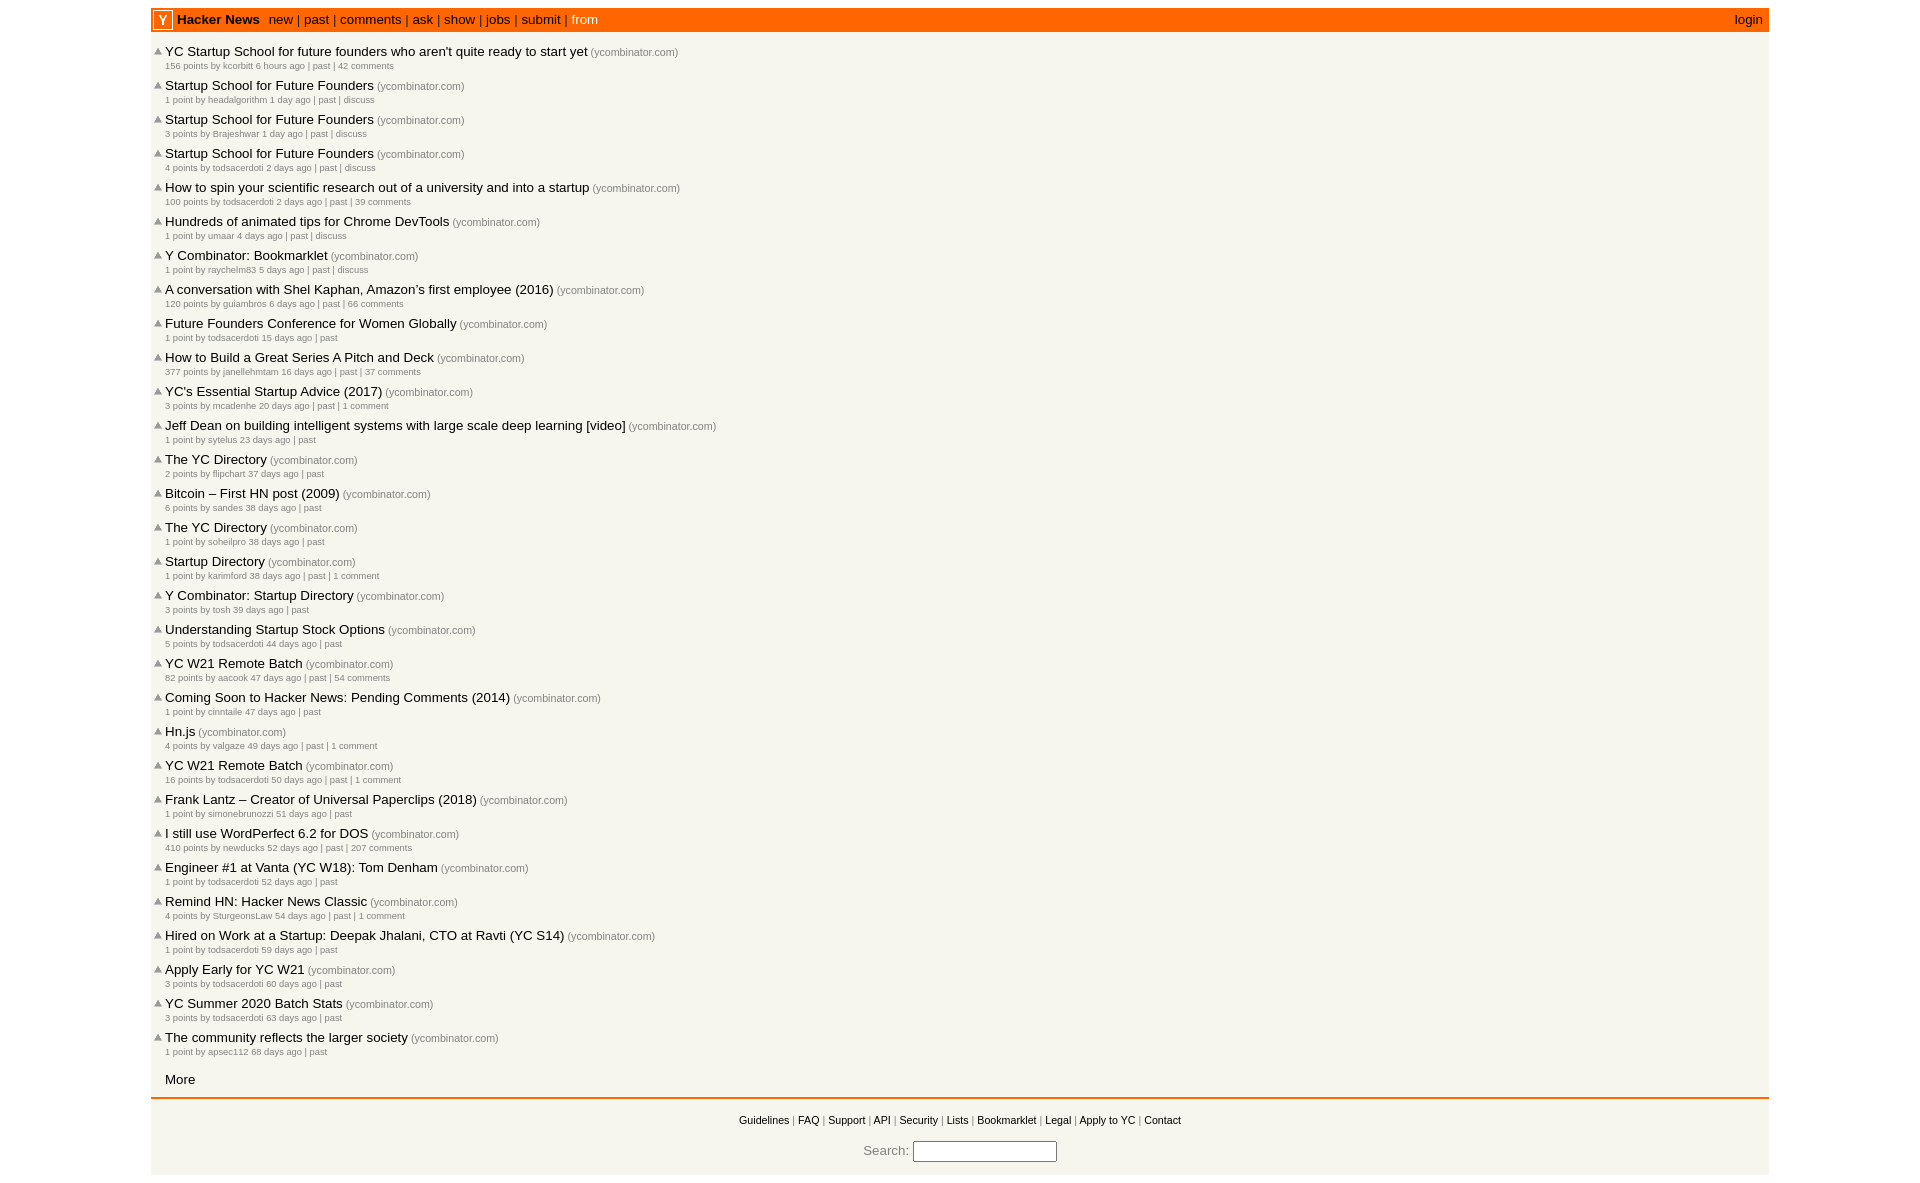 Y Hacker News new | past | comments | ask | show | jobs | submit | from login
YC Startup School for future founders who aren't quite ready to start yet (ycombinator.com)
156 points by kcorbitt 6 hours ago | past | 42 comments
Startup School for Future Founders (ycombinator.com)
1 point by headalgorithm 1 day ago | past | discuss
Startup School for Future Founders (ycombinator.com)
3 points by Brajeshwar 1 day ago | past | discuss
Startup School for Future Founders (ycombinator.com)
4 points by todsacerdoti 2 days ago | past | discuss
How to spin your scientific research out of a university and into a startup (ycombinator.com)
100 points by todsacerdoti 2 days ago | past | 39 comments
Hundreds of animated tips for Chrome DevTools (ycombinator.com)
1 point by umaar 4 days ago | past | discuss
Y Combinator: Bookmarklet (ycombinator.com)
1 point by raychelm83 5 days ago | past | discuss
A conversation with Shel Kaphan, Amazon’s first employee (2016) (ycombinator.com)
120 points by guiambros 6 days ago | past | 66 comments
Future Founders Conference for Women Globally (ycombinator.com)
1 point by todsacerdoti 15 days ago | past
How to Build a Great Series A Pitch and Deck (ycombinator.com)
377 points by janellehmtam 16 days ago | past | 37 comments
YC's Essential Startup Advice (2017) (ycombinator.com)
3 points by mcadenhe 20 days ago | past | 1 comment
Jeff Dean on building intelligent systems with large scale deep learning [video] (ycombinator.com)
1 point by sytelus 23 days ago | past
The YC Directory (ycombinator.com)
2 points by flipchart 37 days ago | past
Bitcoin – First HN post (2009) (ycombinator.com)
6 points by sandes 38 days ago | past
The YC Directory (ycombinator.com)
1 point by soheilpro 38 days ago | past
Startup Directory (ycombinator.com)
1 point by karimford 38 days ago | past | 1 comment
Y Combinator: Startup Directory (ycombinator.com)
3 points by tosh 39 days ago | past
Understanding Startup Stock Options (ycombinator.com)
5 points by todsacerdoti 44 days ago | past
YC W21 Remote Batch (ycombinator.com)
82 points by aacook 47 days ago | past | 54 comments
Coming Soon to Hacker News: Pending Comments (2014) (ycombinator.com)
1 point by cinntaile 47 days ago | past
Hn.js (ycombinator.com)
4 points by valgaze 49 days ago | past | 1 comment
YC W21 Remote Batch (ycombinator.com)
16 points by todsacerdoti 50 days ago | past | 1 comment
Frank Lantz – Creator of Universal Paperclips (2018) (ycombinator.com)
1 point by simonebrunozzi 51 days ago | past
I still use WordPerfect 6.2 for DOS (ycombinator.com)
410 points by newducks 52 days ago | past | 207 comments
Engineer #1 at Vanta (YC W18): Tom Denham (ycombinator.com)
1 point by todsacerdoti 52 days ago | past
Remind HN: Hacker News Classic (ycombinator.com)
4 points by SturgeonsLaw 54 days ago | past | 1 comment
Hired on Work at a Startup: Deepak Jhalani, CTO at Ravti (YC S14) (ycombinator.com)
1 point by todsacerdoti 59 days ago | past
Apply Early for YC W21 (ycombinator.com)
3 points by todsacerdoti 60 days ago | past
YC Summer 2020 Batch Stats (ycombinator.com)
3 points by todsacerdoti 63 days ago | past
The community reflects the larger society (ycombinator.com)
1 point by apsec112 68 days ago | past
More
Guidelines | FAQ | Support | API | Security | Lists | Bookmarklet | Legal | Apply to YC | Contact
Search: